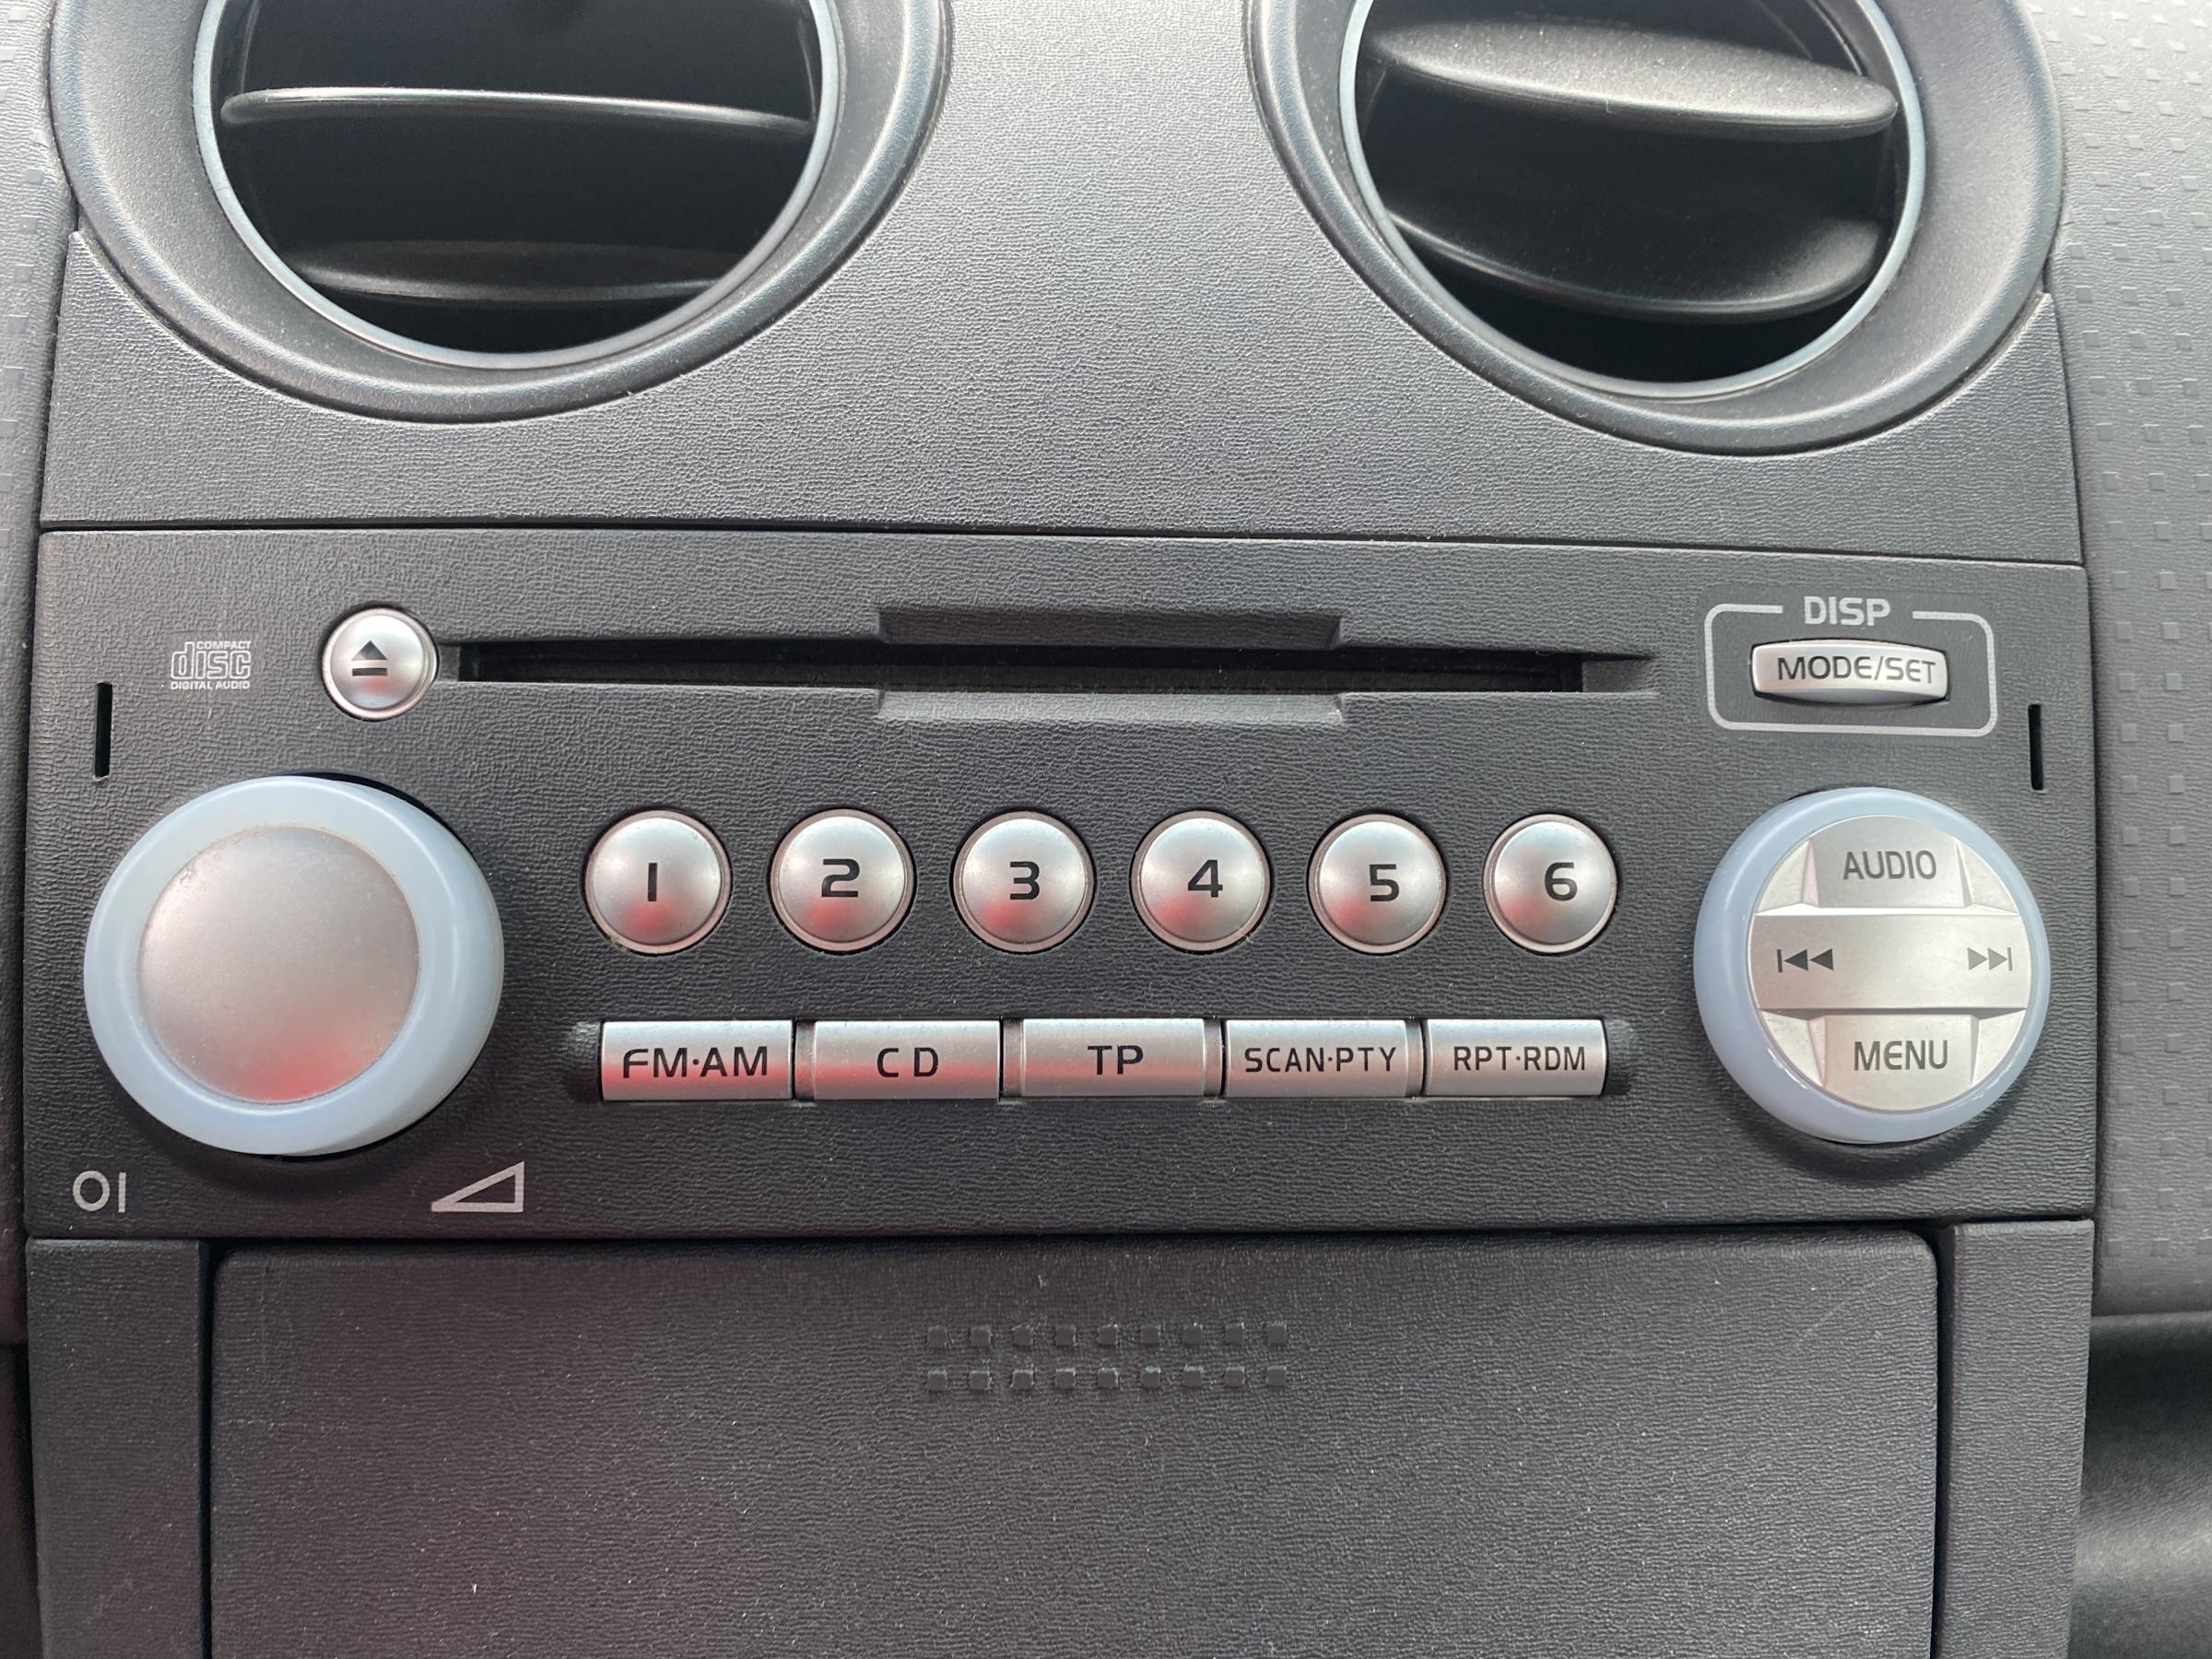 COMPACT
disc
DIGITAL AUDIO
DISP
MODE/SET
1 2 3 4 5 6
AUDIO
MENU
FM·AM CD TP SCAN·PTY RPT·RDM